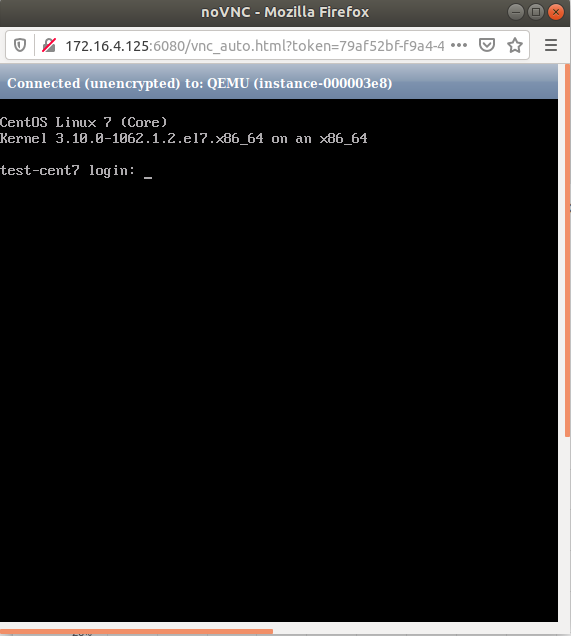 noVNC - Mozilla Firefox
172.16.4.125:6080/vnc_auto.html?token=79af52bf-f9a4-4
Connected (unencrypted) to: QEMU (instance-000003e8)
CentOS Linux 7 (Core)
Kernel 3.10.0-1062.1.2.el7.x86_64 on an x86_64
test-cent7 login: _